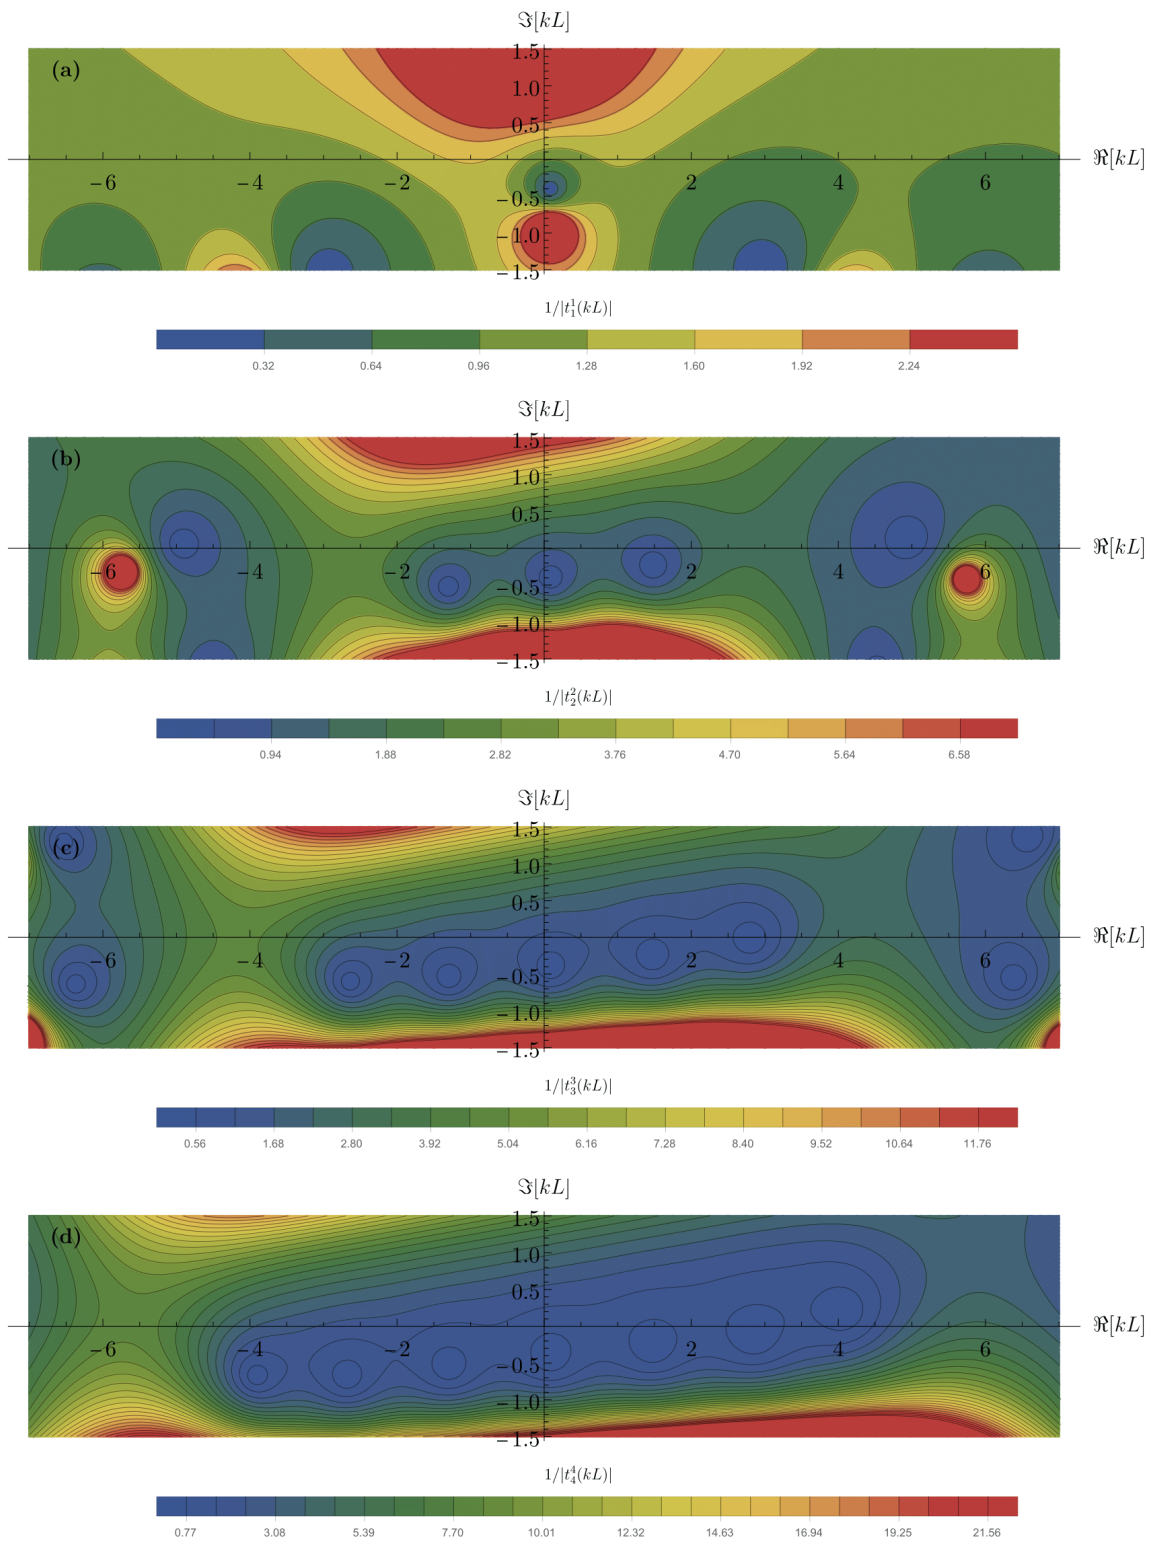 ℑ[kL]
(a)
1.5
1.0
0.5
−6 −4 −2 2 4 6 ℜ[kL]
−0.5
−1.0
−1.5
1/|t₁¹(kL)|
0.32 0.64 0.96 1.28 1.60 1.92 2.24
ℑ[kL]
(b)
1.5
1.0
0.5
−6 −4 −2 2 4 6 ℜ[kL]
−0.5
−1.0
−1.5
1/|t₂²(kL)|
0.94 1.88 2.82 3.76 4.70 5.64 6.58
ℑ[kL]
(c)
1.5
1.0
0.5
−6 −4 −2 2 4 6 ℜ[kL]
−0.5
−1.0
−1.5
1/|t₃³(kL)|
0.56 1.68 2.80 3.92 5.04 6.16 7.28 8.40 9.52 10.64 11.76
ℑ[kL]
(d)
1.5
1.0
0.5
−6 −4 −2 2 4 6 ℜ[kL]
−0.5
−1.0
−1.5
1/|t₄⁴(kL)|
0.77 3.08 5.39 7.70 10.01 12.32 14.63 16.94 19.25 21.56